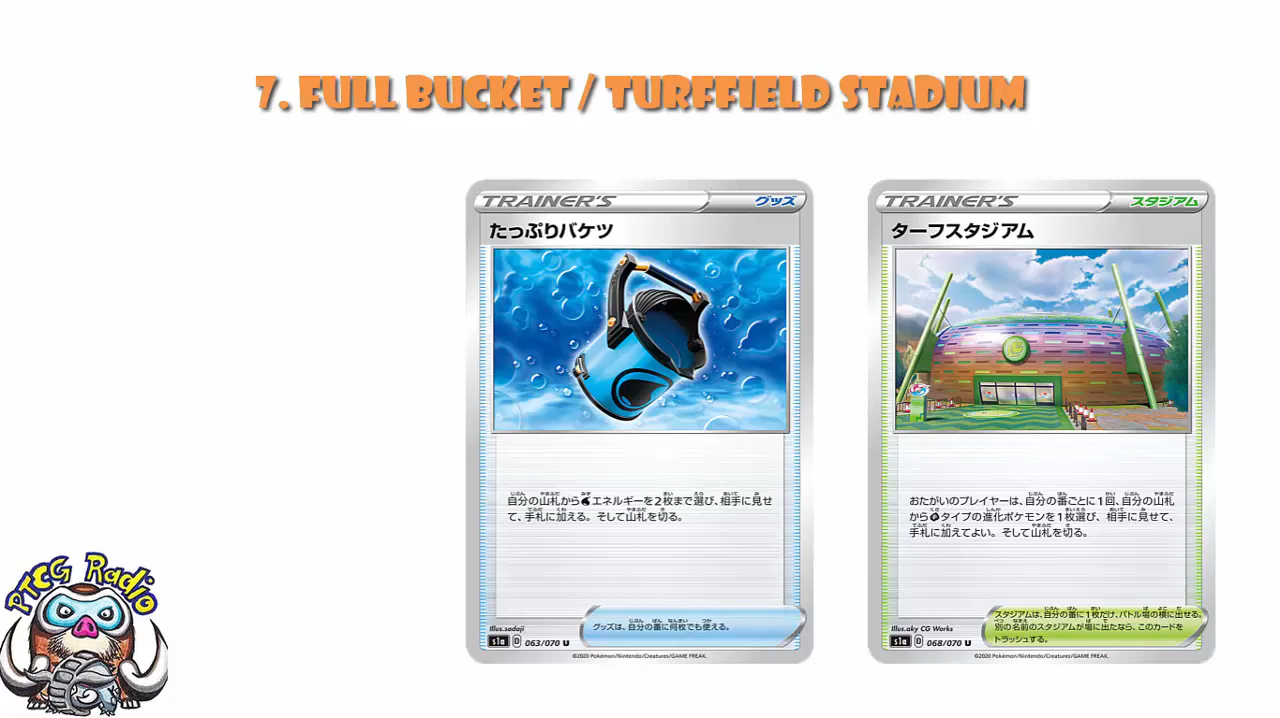 7. FULL BUCKET / TURFFIELD STADIUM
TRAINER'S
グッズ
たっぷりバケツ
自分の山札から エネルギーを2枚まで選び、相手に見せ
て、手札に加える。そして山札を切る。
グッズは、自分の番に何枚でも使える。
Illus.sadaji
s1a D 063/070 U
©2020 Pokémon/Nintendo/Creatures/GAME FREAK.
TRAINER'S
スタジアム
ターフスタジアム
おたがいのプレイヤーは、自分の番ごとに1回、自分の山札
から タイプの進化ポケモンを1枚選び、相手に見せて、
手札に加えてよい。そして山札を切る。
スタジアムは、自分の番に1枚だけ、バトル場の横に出せる。
別の名前のスタジアムが場に出たなら、このカードを
トラッシュする。
Illus.aky CG Works
s1a D 068/070 U
©2020 Pokémon/Nintendo/Creatures/GAME FREAK.
PTCG Radio